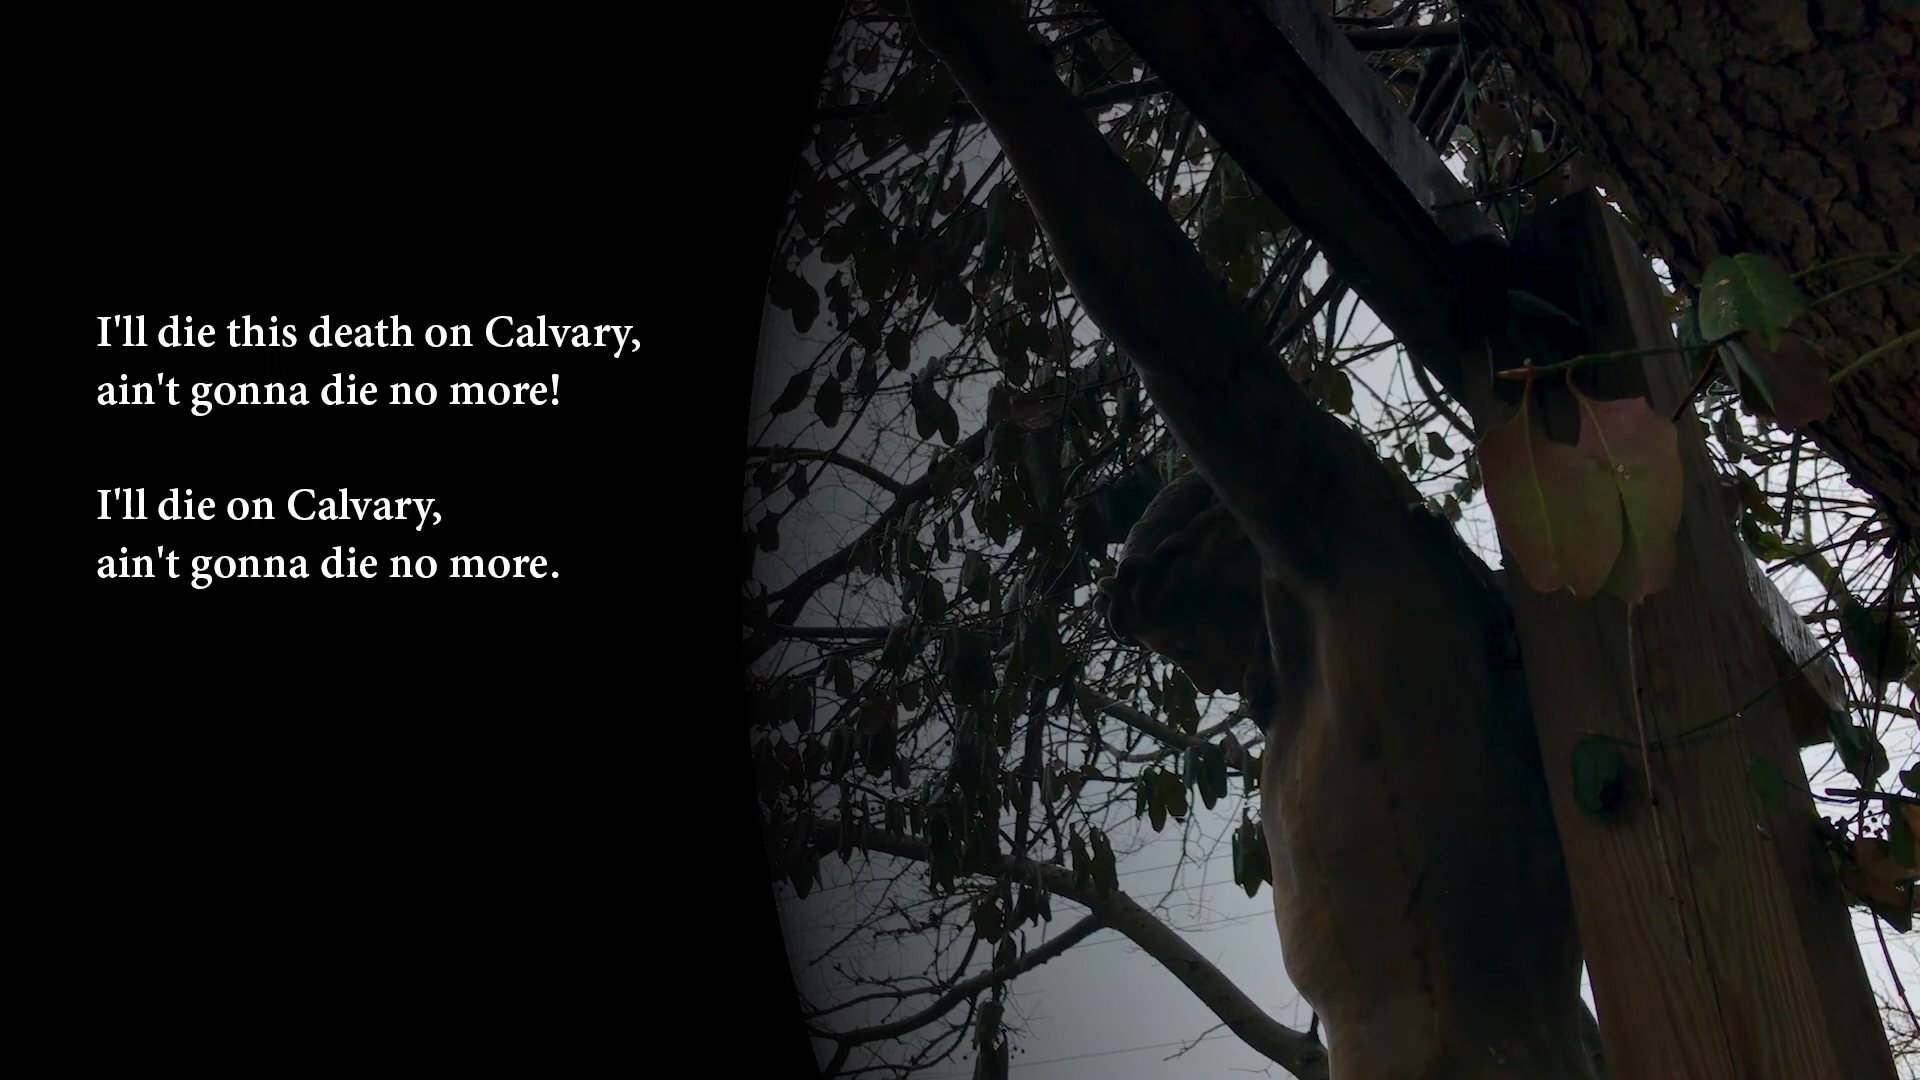 I'll die this death on Calvary,
ain't gonna die no more!
I'll die on Calvary,
ain't gonna die no more.